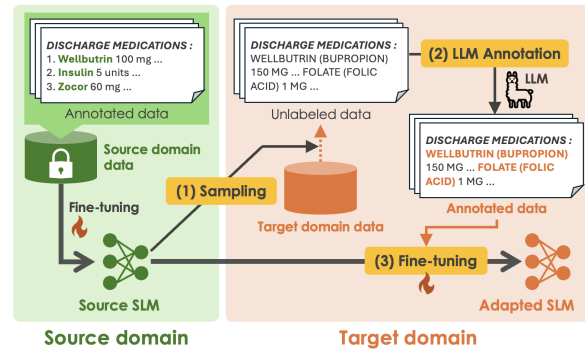 DISCHARGE MEDICATIONS :
1. Wellbutrin 100 mg ...
2. Insulin 5 units ...
3. Zocor 60 mg ...
Annotated data
Source domain
data
Fine-tuning
Source SLM
Source domain
DISCHARGE MEDICATIONS :
WELLBUTRIN (BUPROPION)
150 MG ... FOLATE (FOLIC
ACID) 1 MG ...
Unlabeled data
(1) Sampling
Target domain data
(2) LLM Annotation
LLM
DISCHARGE MEDICATIONS :
WELLBUTRIN (BUPROPION)
150 MG ... FOLATE (FOLIC
ACID) 1 MG ...
Annotated data
(3) Fine-tuning
Adapted SLM
Target domain